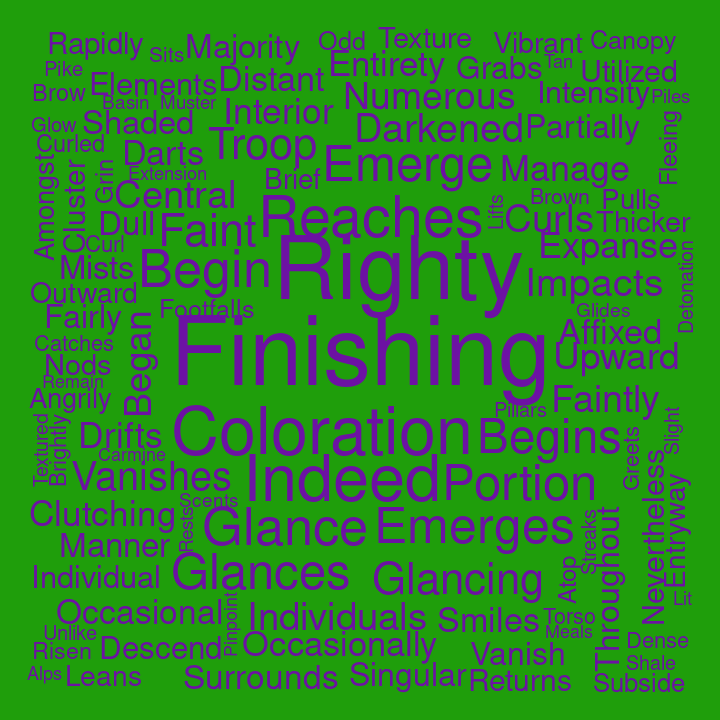 Rapidly
Sits
Majority
Odd
Texture
Vibrant
Canopy
Pike
Elements
Distant
Entirety
Grabs
Tan
Utilized
Brow
Basin
Muster
Interior
Numerous
Intensity
Piles
Glow
Shaded
Troop
Darkened
Partially
Fleeing
Curled
Darts
Emerge
Manage
Amongst
Cluster
Grin
Extension
Central
Brief
Lifts
Brown
Pulls
Dull
Faint
Reaches
Curls
Thicker
Curl
Mists
Begin
Righty
Expanse
Detonation
Outward
Footfalls
Impacts
Fairly
Began
Finishing
Glides
Affixed
Catches
Nods
Upward
Remain
Angrily
Pillars
Faintly
Textured
Brightly
Drifts
Coloration
Begins
Greets
Slight
Carmine
Vanishes
Indeed
Portion
Nevertheless
Entryway
Clutching
Rests
Scents
Glance
Emerges
Streaks
Throughout
Manner
Individual
Glances
Glancing
Atop
Lit
Occasional
Pinpoint
Individuals
Smiles
Torso
Unlike
Meals
Risen
Descend
Occasionally
Vanish
Dense
Shale
Alps
Leans
Surrounds
Singular
Returns
Subside